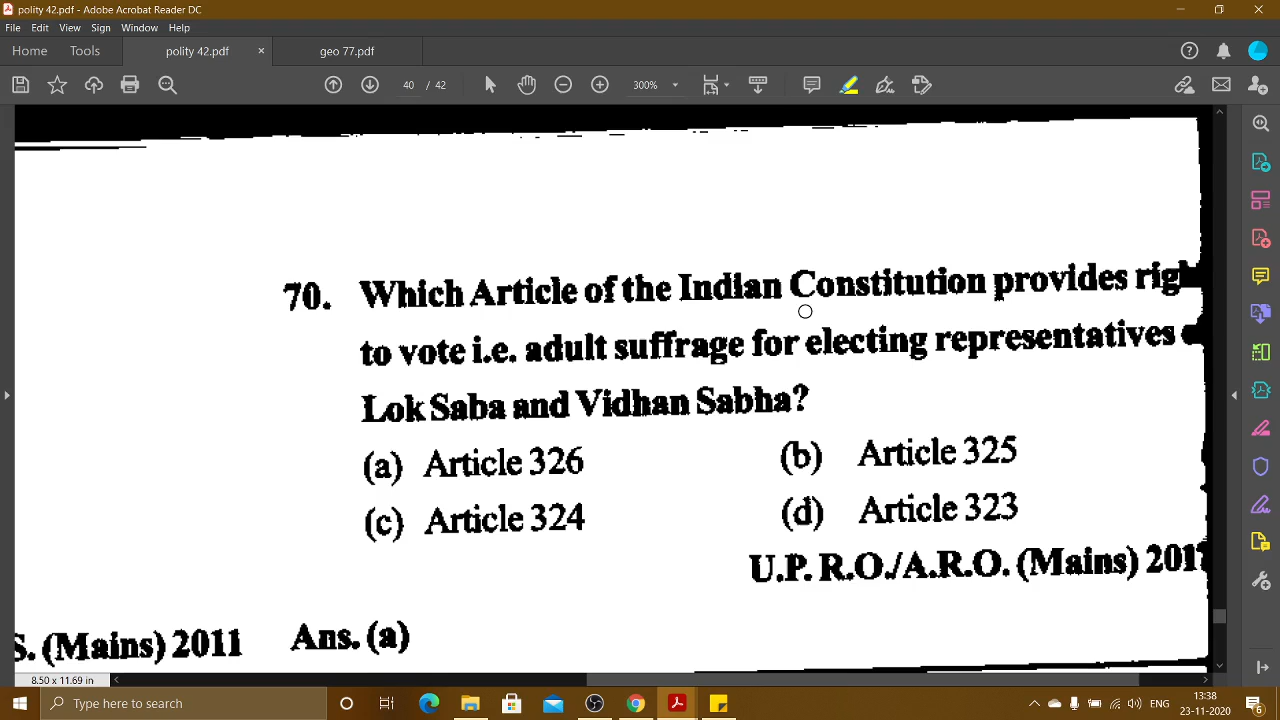 polity 42.pdf - Adobe Acrobat Reader DC
File Edit View Sign Window Help
Home Tools polity 42.pdf × geo 77.pdf
40 / 42 300%
70. Which Article of the Indian Constitution provides
to vote i.e. adult suffrage for electing representatives
Lok Saba and Vidhan Sabha?
(a) Article 326 (b) Article 325
(c) Article 324 (d) Article 323
U.P. R.O./A.R.O. (Mains)
S. (Mains) 2011 Ans. (a)
8.50 x 11.69 in
Type here to search
13:38
ENG
23-11-2020
6